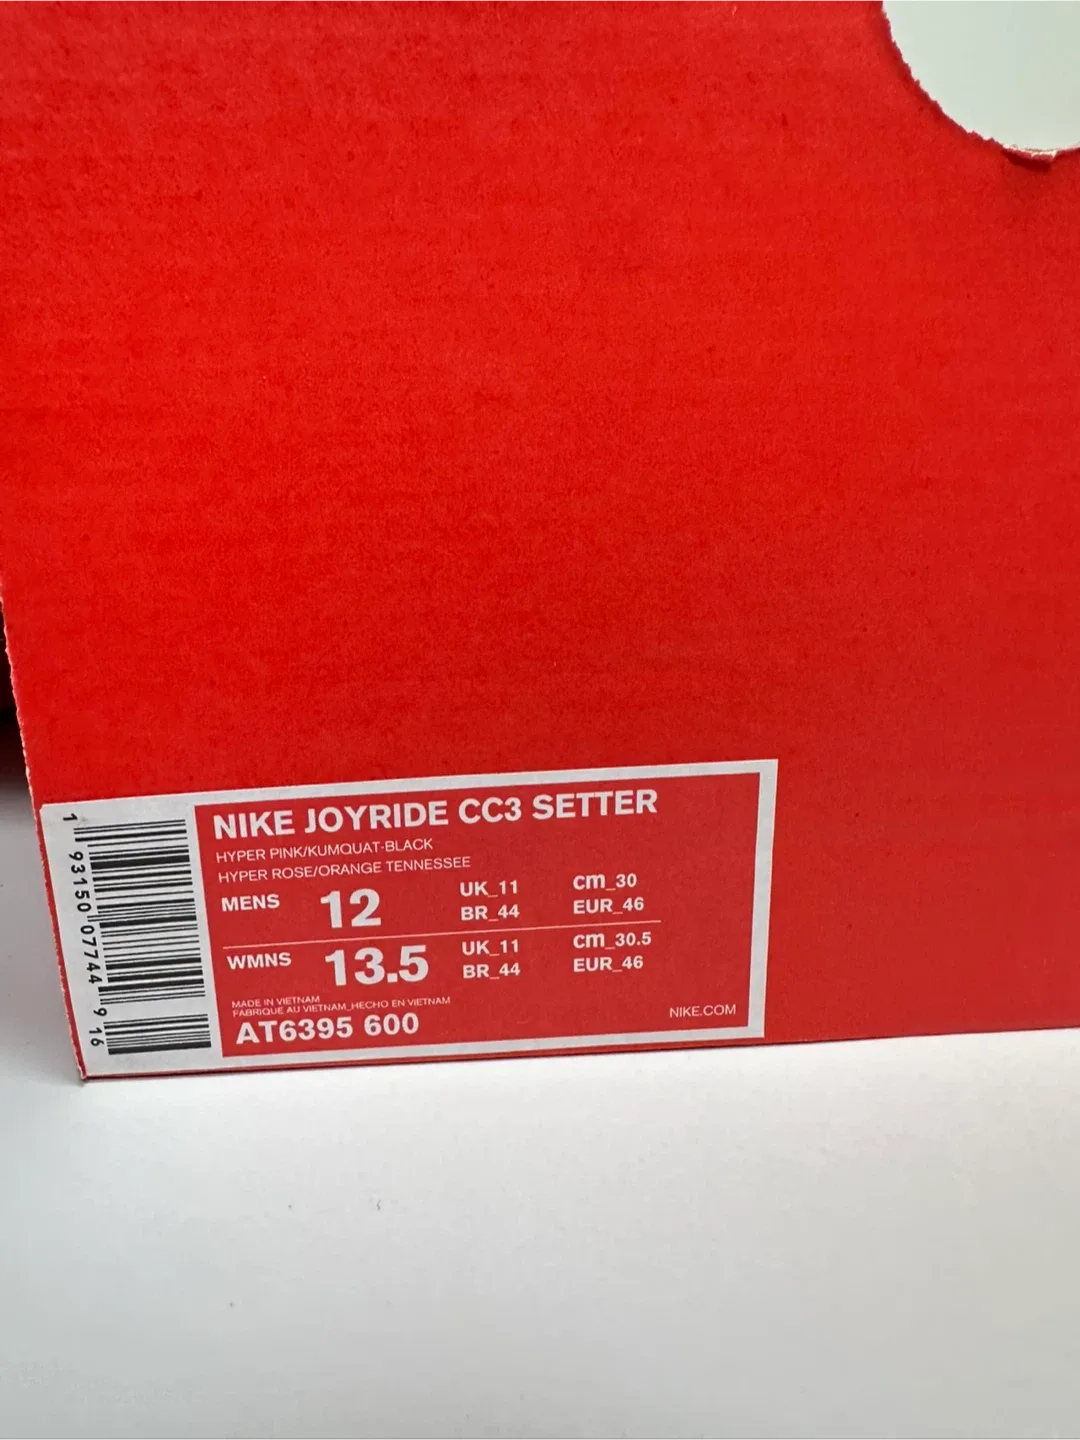 NIKE JOYRIDE CC3 SETTER
HYPER PINK/KUMQUAT-BLACK
HYPER ROSE/ORANGE TENNESSEE
MENS 12 UK_11 cm_30
BR_44 EUR_46
WMNS 13.5 UK_11 cm_30.5
BR_44 EUR_46
MADE IN VIETNAM
FABRIQUE AU VIETNAM_HECHO EN VIETNAM
AT6395 600
NIKE.COM
1 93150 07744 9 16